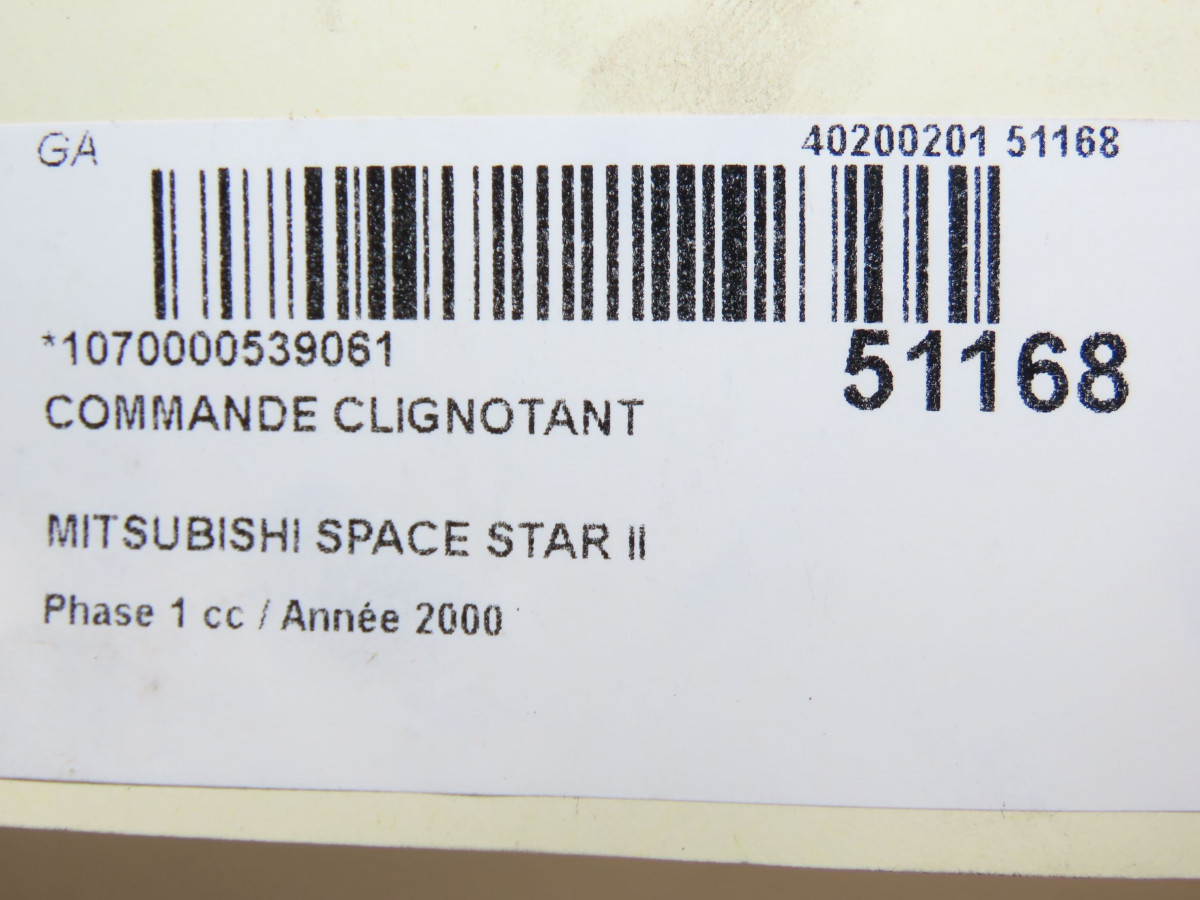 GA
40200201 51168
*1070000539061
51168
COMMANDE CLIGNOTANT
MITSUBISHI SPACE STAR II
Phase 1 cc / Année 2000